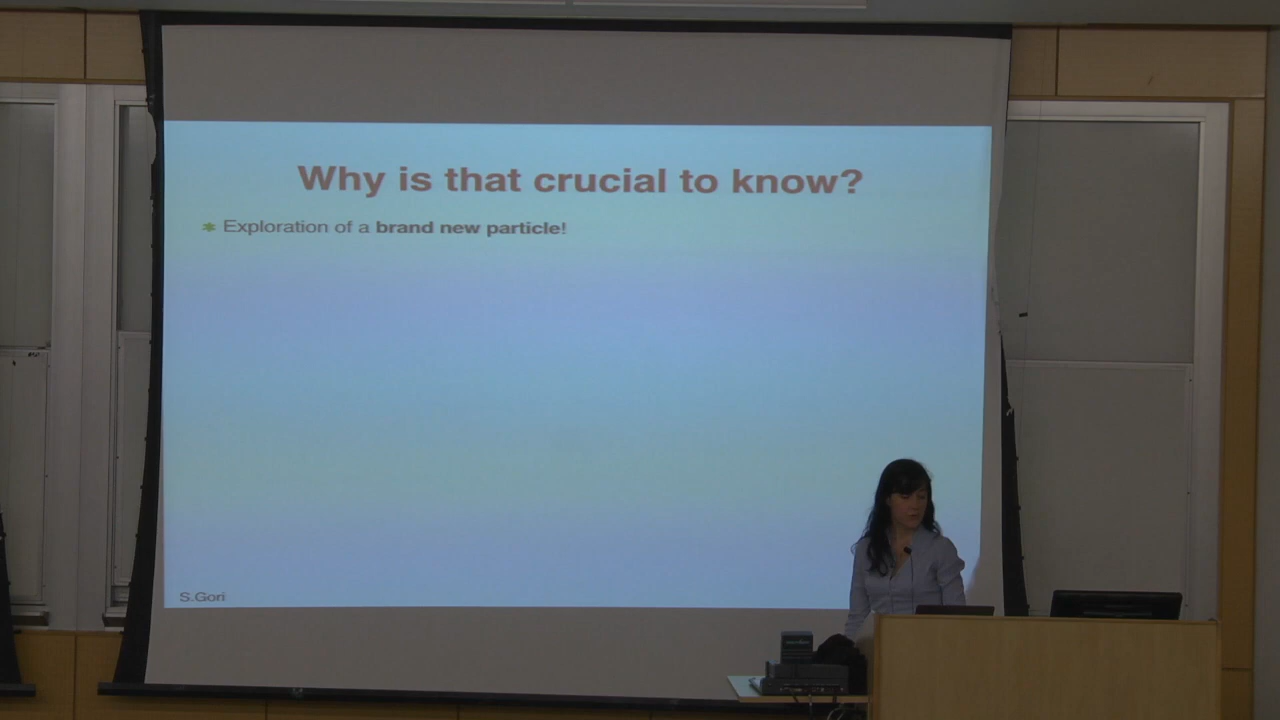 Why is that crucial to know?
* Exploration of a brand new particle!
S.Gori